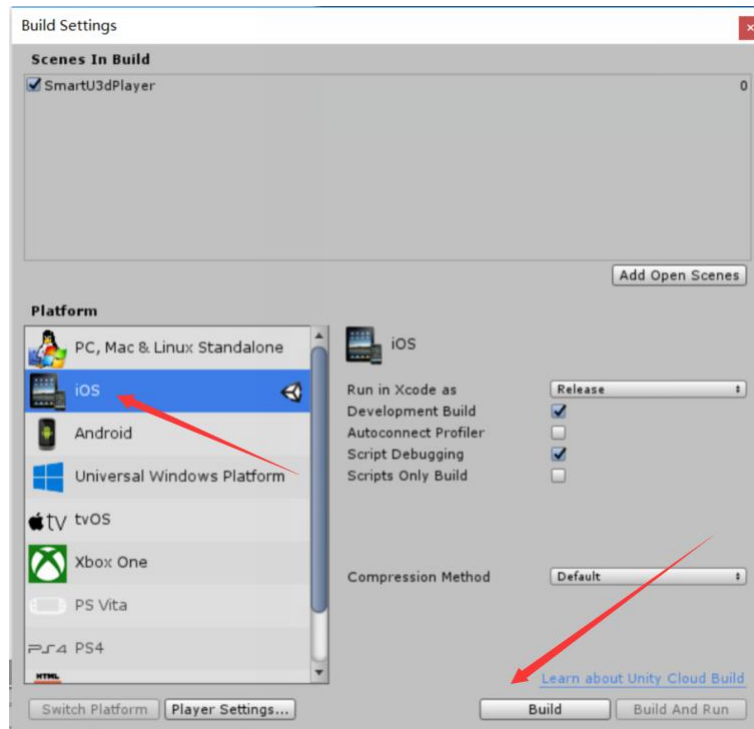 Build Settings
Scenes In Build
SmartU3dPlayer 0
Add Open Scenes
Platform
PC, Mac & Linux Standalone
iOS
Android
Universal Windows Platform
tv tvOS
Xbox One
PS Vita
PS4 PS4
HTML
iOS
Run in Xcode as Release
Development Build
Autoconnect Profiler
Script Debugging
Scripts Only Build
Compression Method Default
Learn about Unity Cloud Build
Switch Platform Player Settings... Build Build And Run